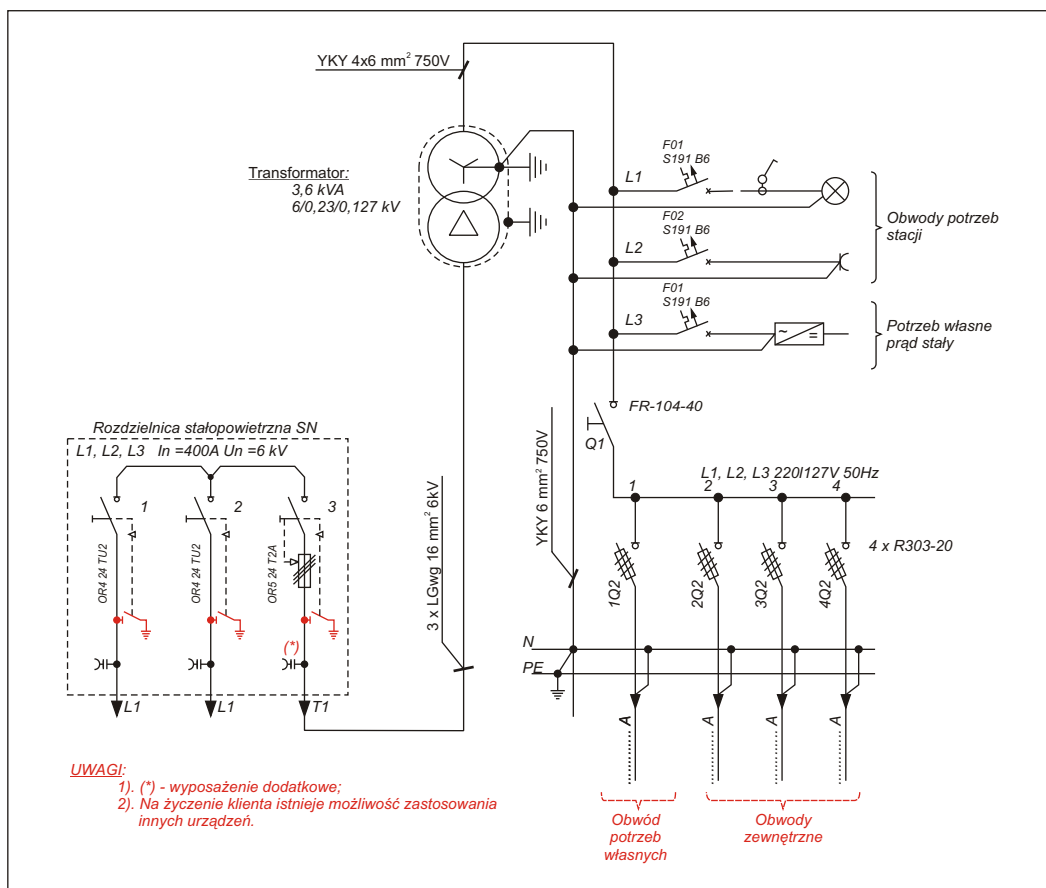 YKY 4x6 mm² 750V
Transformator:
3,6 kVA
6/0,23/0,127 kV
L1
F01
S191 B6
L2
F02
S191 B6
L3
F01
S191 B6
Obwody potrzeb
stacji
Potrzeb własne
prąd stały
~
=
FR-104-40
Q1
YKY 6 mm² 750V
3 x LGwg 16 mm² 6kV
Rozdzielnica stałopowietrzna SN
L1, L2, L3 In =400A Un =6 kV
1
2
3
OR4 24 TU2
OR4 24 TU2
OR5 24 T2A
(*)
L1
L1
T1
L1, L2, L3 220I127V 50Hz
1
2
3
4
4 x R303-20
1Q2
2Q2
3Q2
4Q2
N
PE
A
A
A
A
Obwód
potrzeb
własnych
Obwody
zewnętrzne
UWAGI:
1). (*) - wyposażenie dodatkowe;
2). Na życzenie klienta istnieje możliwość zastosowania
innych urządzeń.